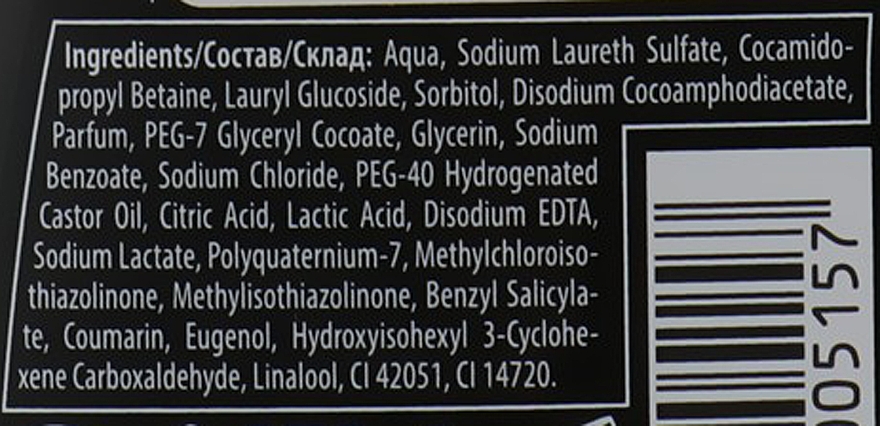 Ingredients/Состав/Склад: Aqua, Sodium Laureth Sulfate, Cocamido-
propyl Betaine, Lauryl Glucoside, Sorbitol, Disodium Cocoamphodiacetate,
Parfum, PEG-7 Glyceryl Cocoate, Glycerin, Sodium
Benzoate, Sodium Chloride, PEG-40 Hydrogenated
Castor Oil, Citric Acid, Lactic Acid, Disodium EDTA,
Sodium Lactate, Polyquaternium-7, Methylchloroiso-
thiazolinone, Methylisothiazolinone, Benzyl Salicyla-
te, Coumarin, Eugenol, Hydroxyisohexyl 3-Cyclohe-
xene Carboxaldehyde, Linalool, CI 42051, CI 14720.
005157